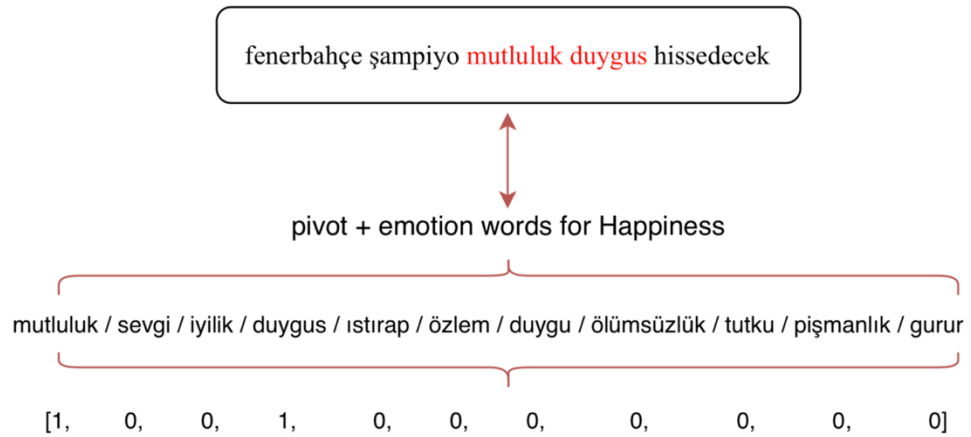 fenerbahçe şampiyo mutluluk duygus hissedecek
pivot + emotion words for Happiness
mutluluk / sevgi / iyilik / duygus / ıstırap / özlem / duygu / ölümsüzlük / tutku / pişmanlık / gurur
[1, 0, 0, 1, 0, 0, 0, 0, 0, 0, 0]